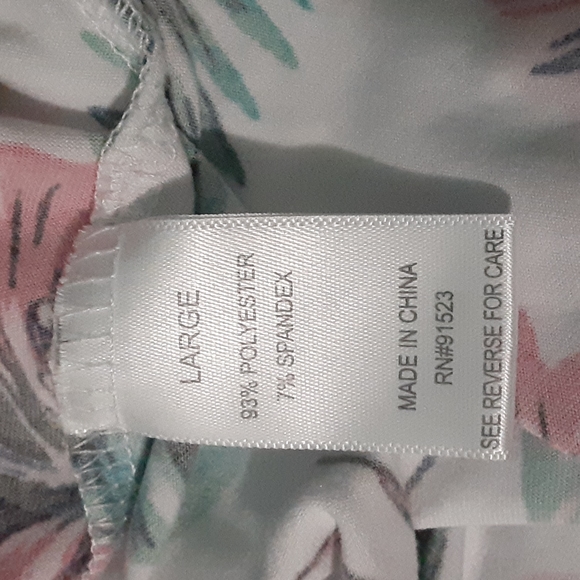 LARGE
93% POLYESTER
7% SPANDEX
MADE IN CHINA
RN#91523
SEE REVERSE FOR CARE